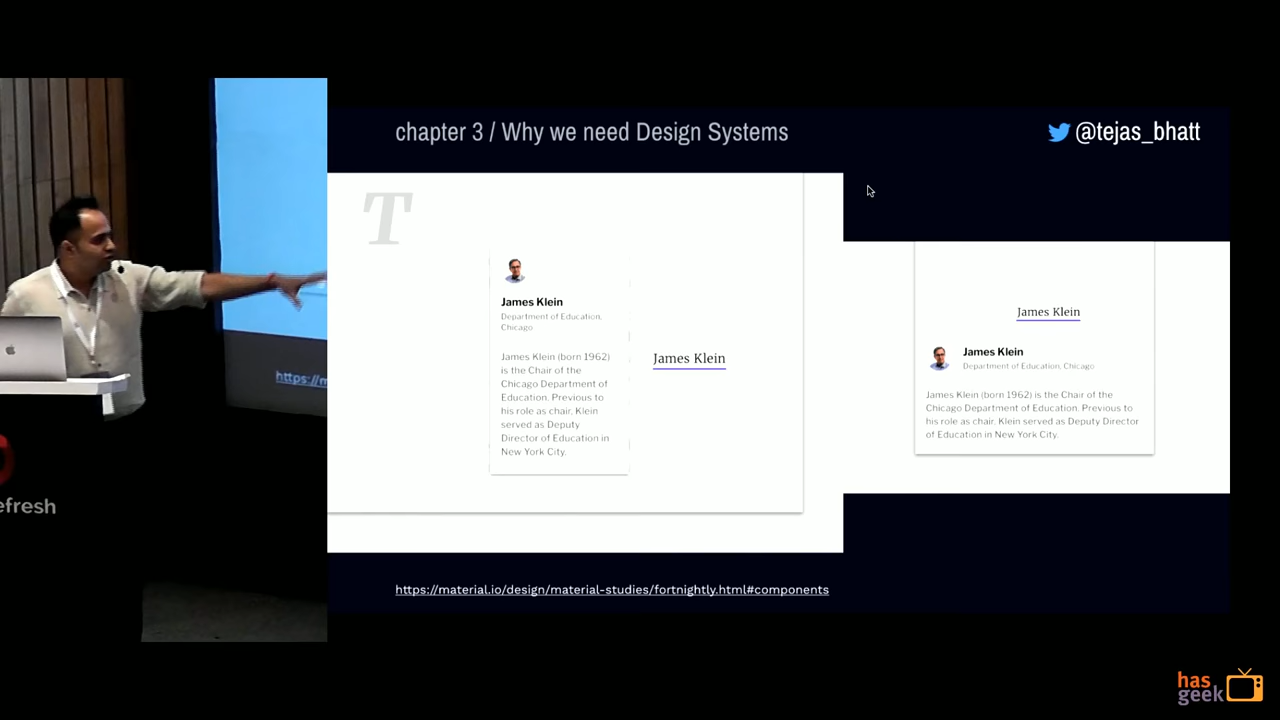 chapter 3 / Why we need Design Systems
@tejas_bhatt
T
James Klein
Department of Education,
Chicago
James Klein (born 1962)
is the Chair of the
Chicago Department of
Education. Previous to
his role as chair, Klein
served as Deputy
Director of Education in
New York City.
James Klein
James Klein
James Klein
Department of Education, Chicago
James Klein (born 1962) is the Chair of the
Chicago Department of Education. Previous to
his role as chair, Klein served as Deputy Director
of Education in New York City.
https://material.io/design/material-studies/fortnightly.html#components
https://m
efresh
has
geek